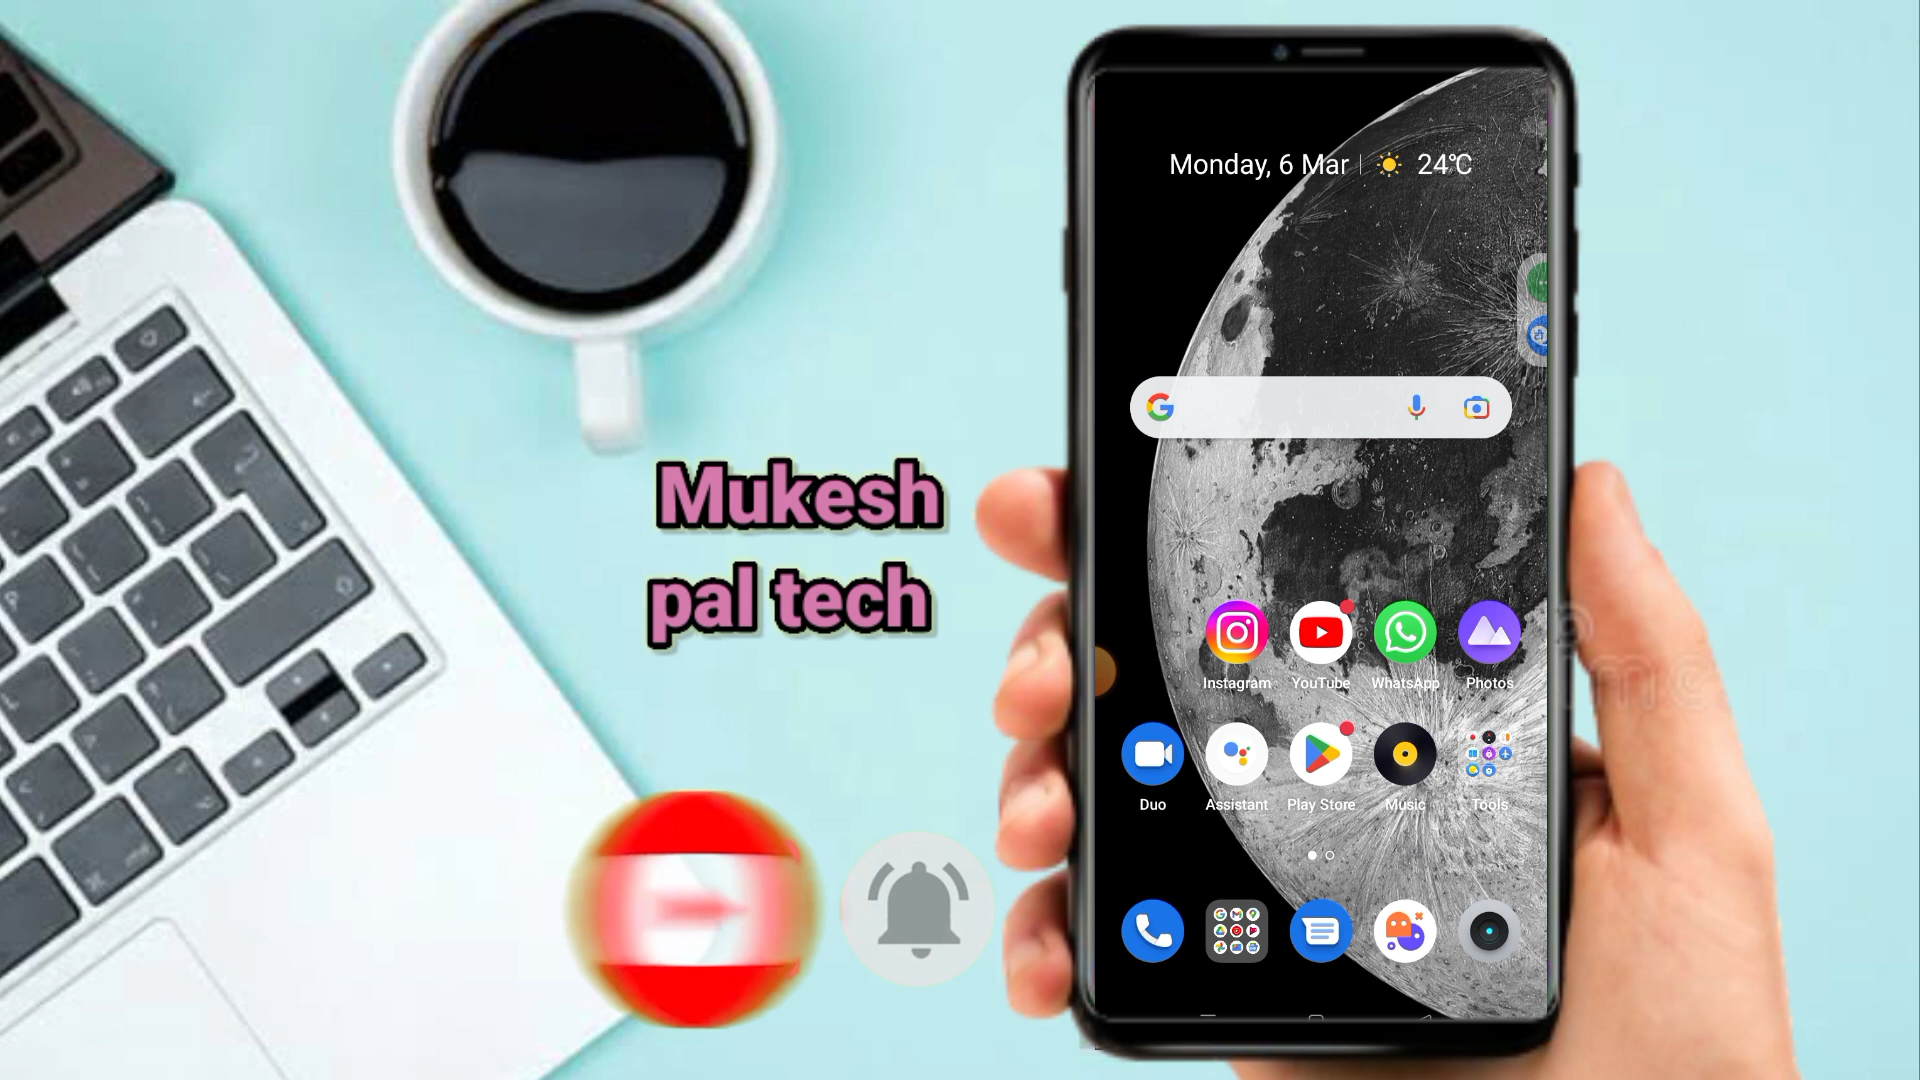 Mukesh
pal tech
Monday, 6 Mar 24°C
Instagram YouTube WhatsApp Photos
Duo Assistant Play Store Music Tools